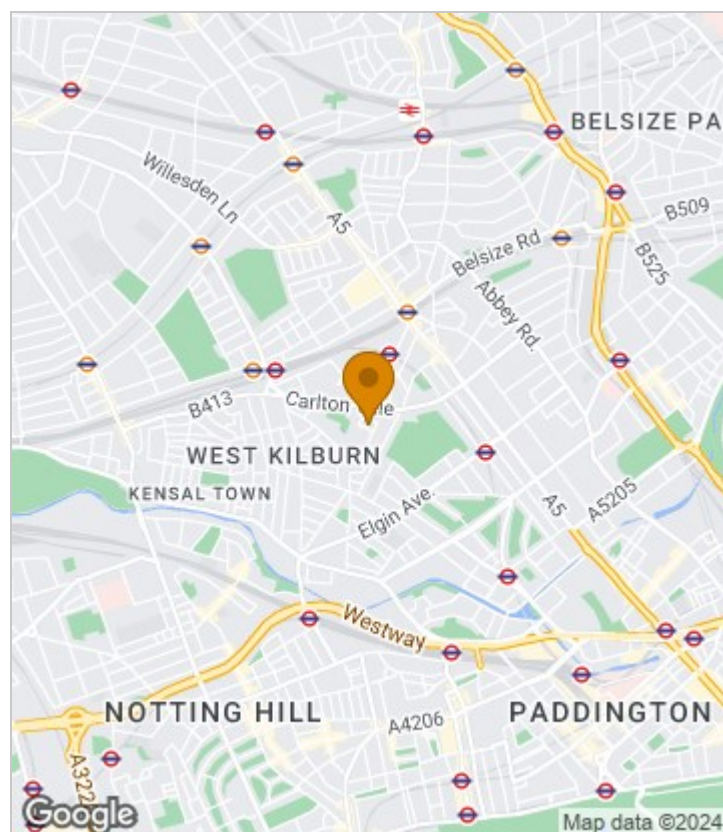 BELSIZE PA
Willesden Ln
A5
B509
Belsize Rd
B525
Abbey Rd.
B413
Carlton
WEST KILBURN
KENSAL TOWN
Elgin Ave.
A5
A5205
Westway
NOTTING HILL
PADDINGTON
A4206
A322
Google
Map data ©2024